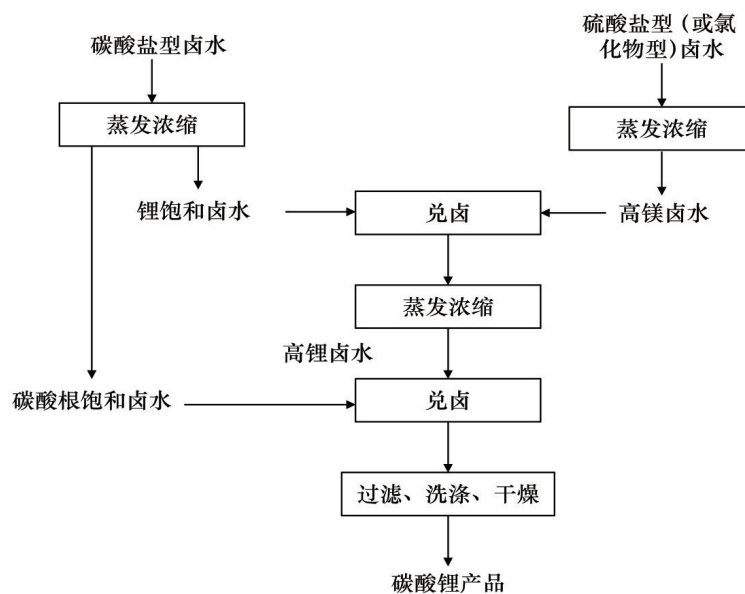 碳酸盐型卤水
硫酸盐型（或氯
化物型)卤水
蒸发浓缩
蒸发浓缩
锂饱和卤水
兑卤
高镁卤水
蒸发浓缩
高锂卤水
碳酸根饱和卤水
兑卤
过滤、洗涤、干燥
碳酸锂产品